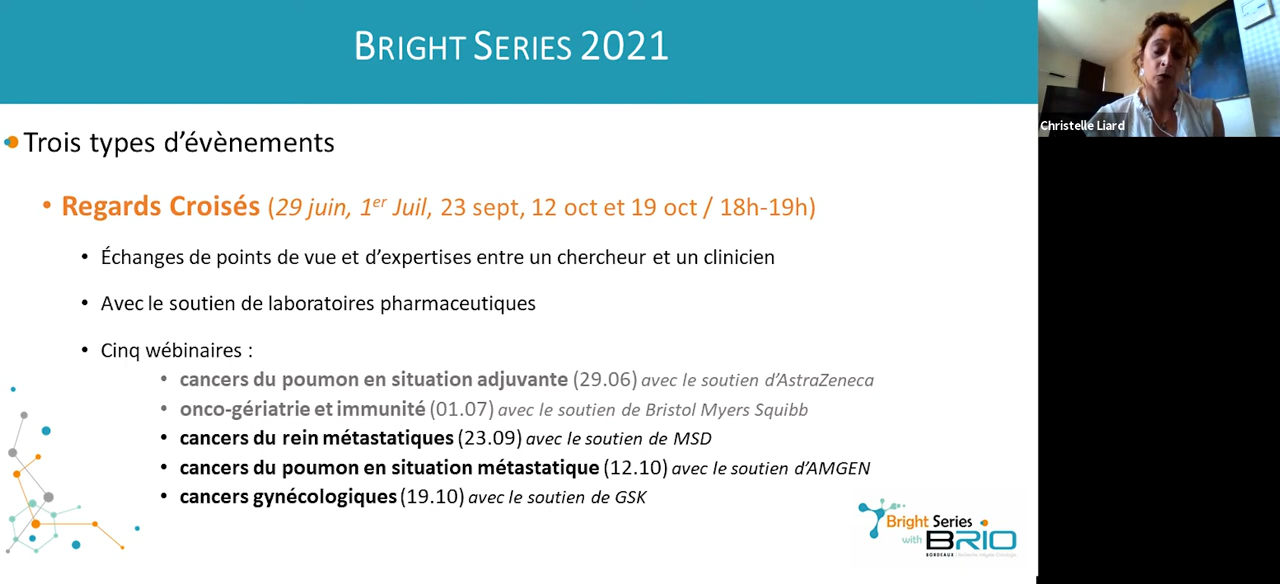 BRIGHT SERIES 2021
Christelle Liard
Trois types d’évènements
• Regards Croisés (29 juin, 1er Juil, 23 sept, 12 oct et 19 oct / 18h-19h)
• Échanges de points de vue et d’expertises entre un chercheur et un clinicien
• Avec le soutien de laboratoires pharmaceutiques
• Cinq wébinaires :
• cancers du poumon en situation adjuvante (29.06) avec le soutien d’AstraZeneca
• onco-gériatrie et immunité (01.07) avec le soutien de Bristol Myers Squibb
• cancers du rein métastatiques (23.09) avec le soutien de MSD
• cancers du poumon en situation métastatique (12.10) avec le soutien d’AMGEN
• cancers gynécologiques (19.10) avec le soutien de GSK
Bright Series
with BRIO
BORDEAUX